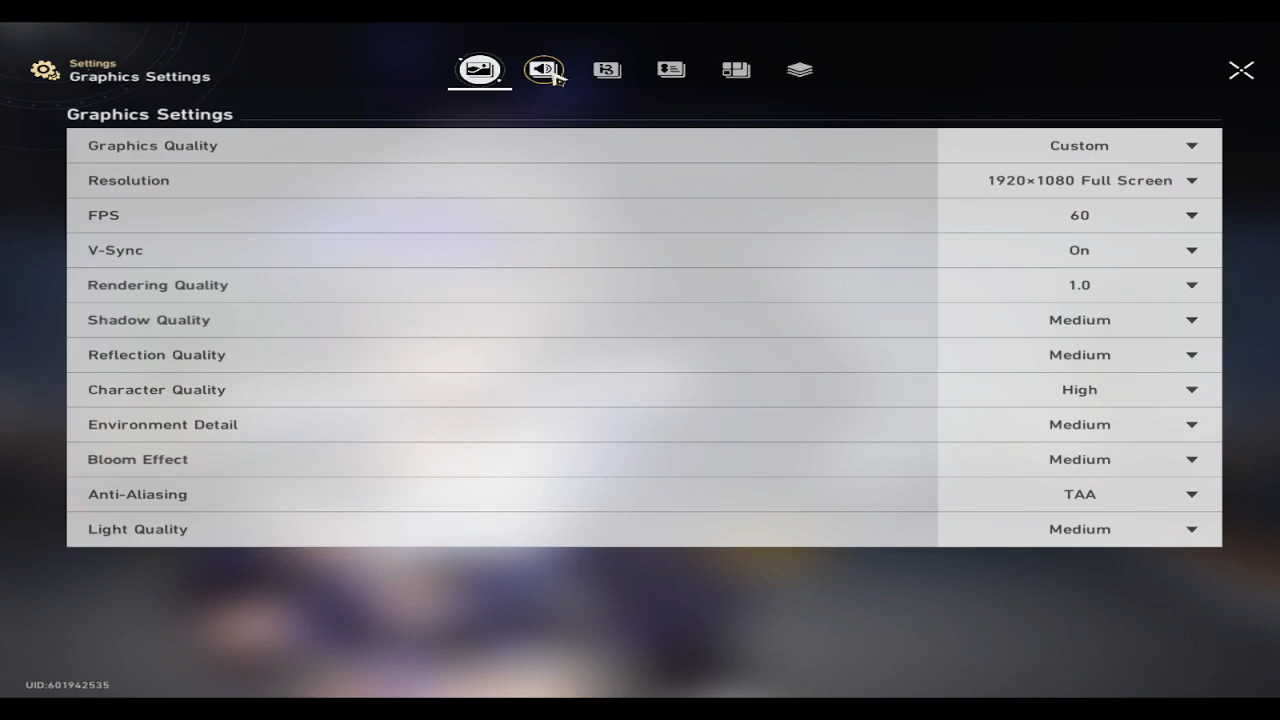 Settings
Graphics Settings
Graphics Settings
Graphics Quality Custom
Resolution 1920×1080 Full Screen
FPS 60
V-Sync On
Rendering Quality 1.0
Shadow Quality Medium
Reflection Quality Medium
Character Quality High
Environment Detail Medium
Bloom Effect Medium
Anti-Aliasing TAA
Light Quality Medium
UID:601942535